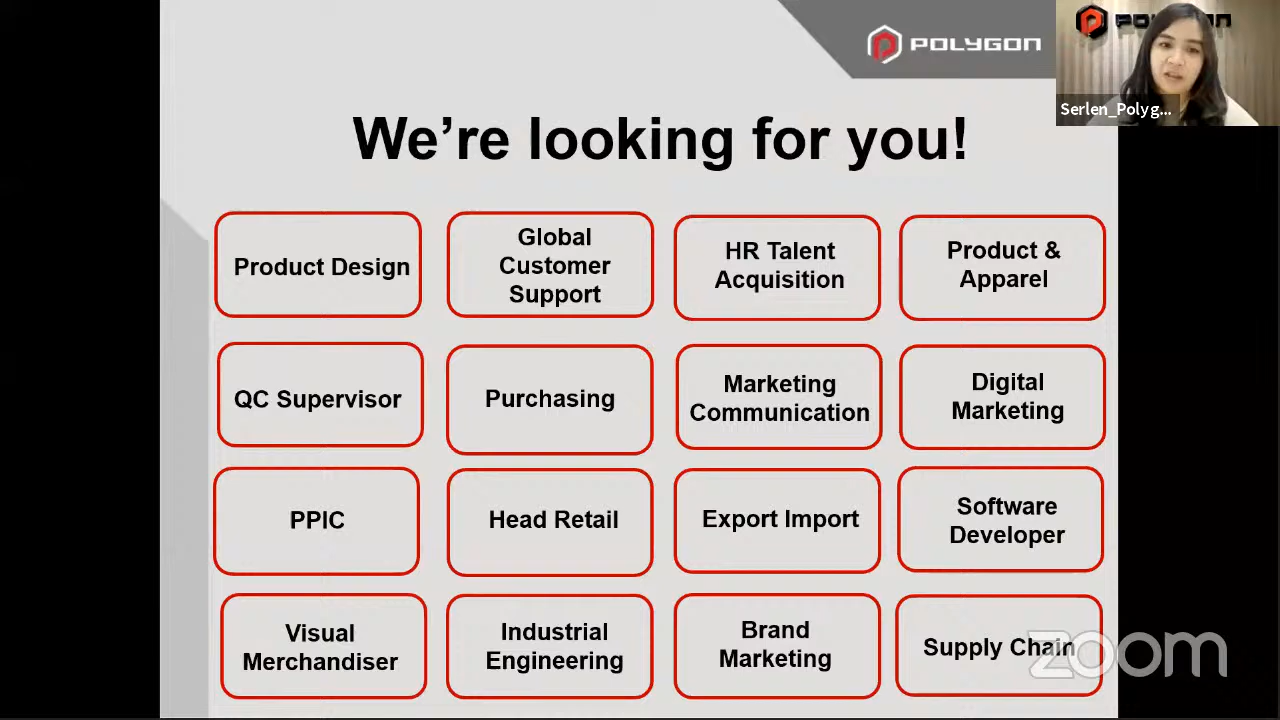 POLYGON
POLYGON
Serlen_Polyg...
We're looking for you!
Product Design
Global
Customer
Support
HR Talent
Acquisition
Product &
Apparel
QC Supervisor
Purchasing
Marketing
Communication
Digital
Marketing
PPIC
Head Retail
Export Import
Software
Developer
Visual
Merchandiser
Industrial
Engineering
Brand
Marketing
Supply Chain
zoom